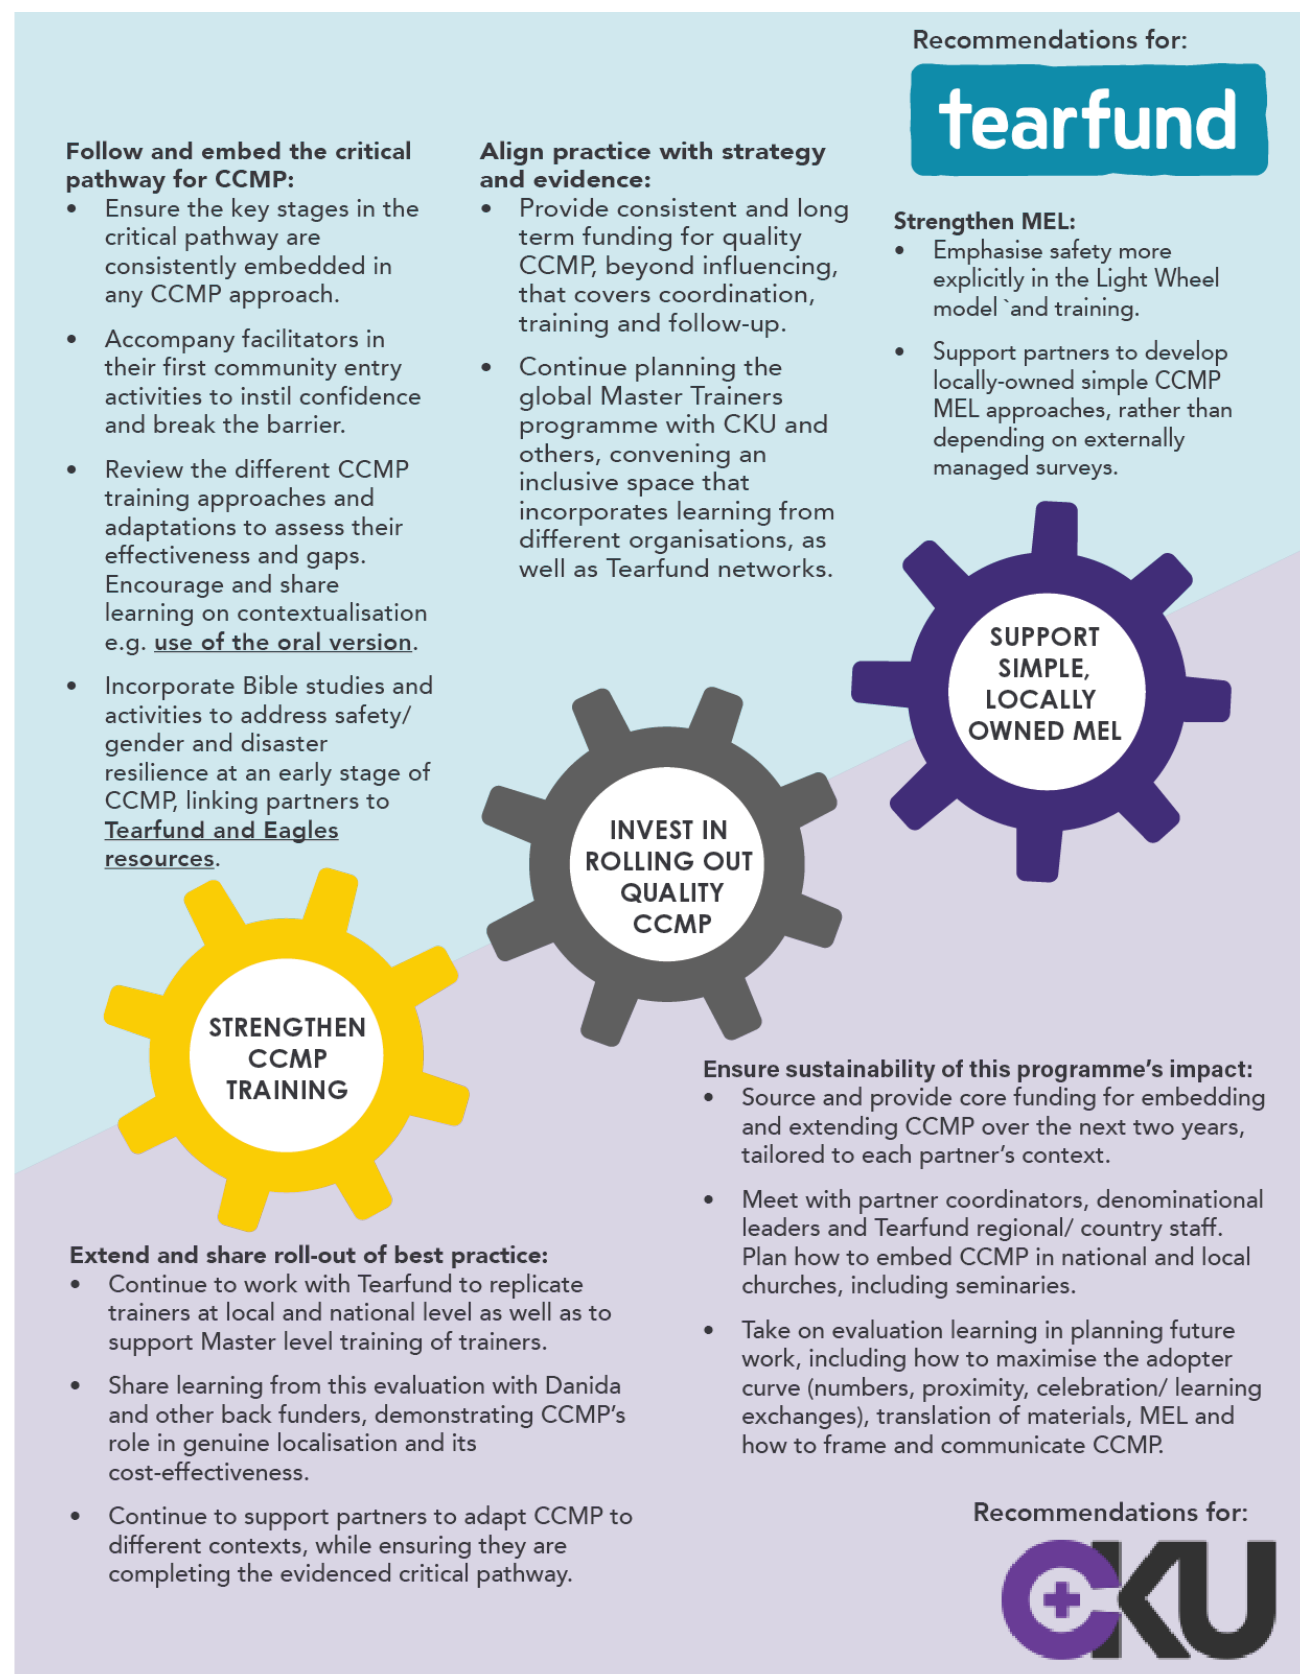 Recommendations for:
tearfund
Follow and embed the critical
pathway for CCMP:
• Ensure the key stages in the
critical pathway are
consistently embedded in
any CCMP approach.
• Accompany facilitators in
their first community entry
activities to instil confidence
and break the barrier.
• Review the different CCMP
training approaches and
adaptations to assess their
effectiveness and gaps.
Encourage and share
learning on contextualisation
e.g. use of the oral version.
• Incorporate Bible studies and
activities to address safety/
gender and disaster
resilience at an early stage of
CCMP, linking partners to
Tearfund and Eagles
resources.
Align practice with strategy
and evidence:
• Provide consistent and long
term funding for quality
CCMP, beyond influencing,
that covers coordination,
training and follow-up.
• Continue planning the
global Master Trainers
programme with CKU and
others, convening an
inclusive space that
incorporates learning from
different organisations, as
well as Tearfund networks.
Strengthen MEL:
• Emphasise safety more
explicitly in the Light Wheel
model `and training.
• Support partners to develop
locally-owned simple CCMP
MEL approaches, rather than
depending on externally
managed surveys.
SUPPORT
SIMPLE,
LOCALLY
OWNED MEL
INVEST IN
ROLLING OUT
QUALITY
CCMP
STRENGTHEN
CCMP
TRAINING
Extend and share roll-out of best practice:
• Continue to work with Tearfund to replicate
trainers at local and national level as well as to
support Master level training of trainers.
• Share learning from this evaluation with Danida
and other back funders, demonstrating CCMP’s
role in genuine localisation and its
cost-effectiveness.
• Continue to support partners to adapt CCMP to
different contexts, while ensuring they are
completing the evidenced critical pathway.
Ensure sustainability of this programme’s impact:
• Source and provide core funding for embedding
and extending CCMP over the next two years,
tailored to each partner’s context.
• Meet with partner coordinators, denominational
leaders and Tearfund regional/ country staff.
Plan how to embed CCMP in national and local
churches, including seminaries.
• Take on evaluation learning in planning future
work, including how to maximise the adopter
curve (numbers, proximity, celebration/ learning
exchanges), translation of materials, MEL and
how to frame and communicate CCMP.
Recommendations for:
CKU